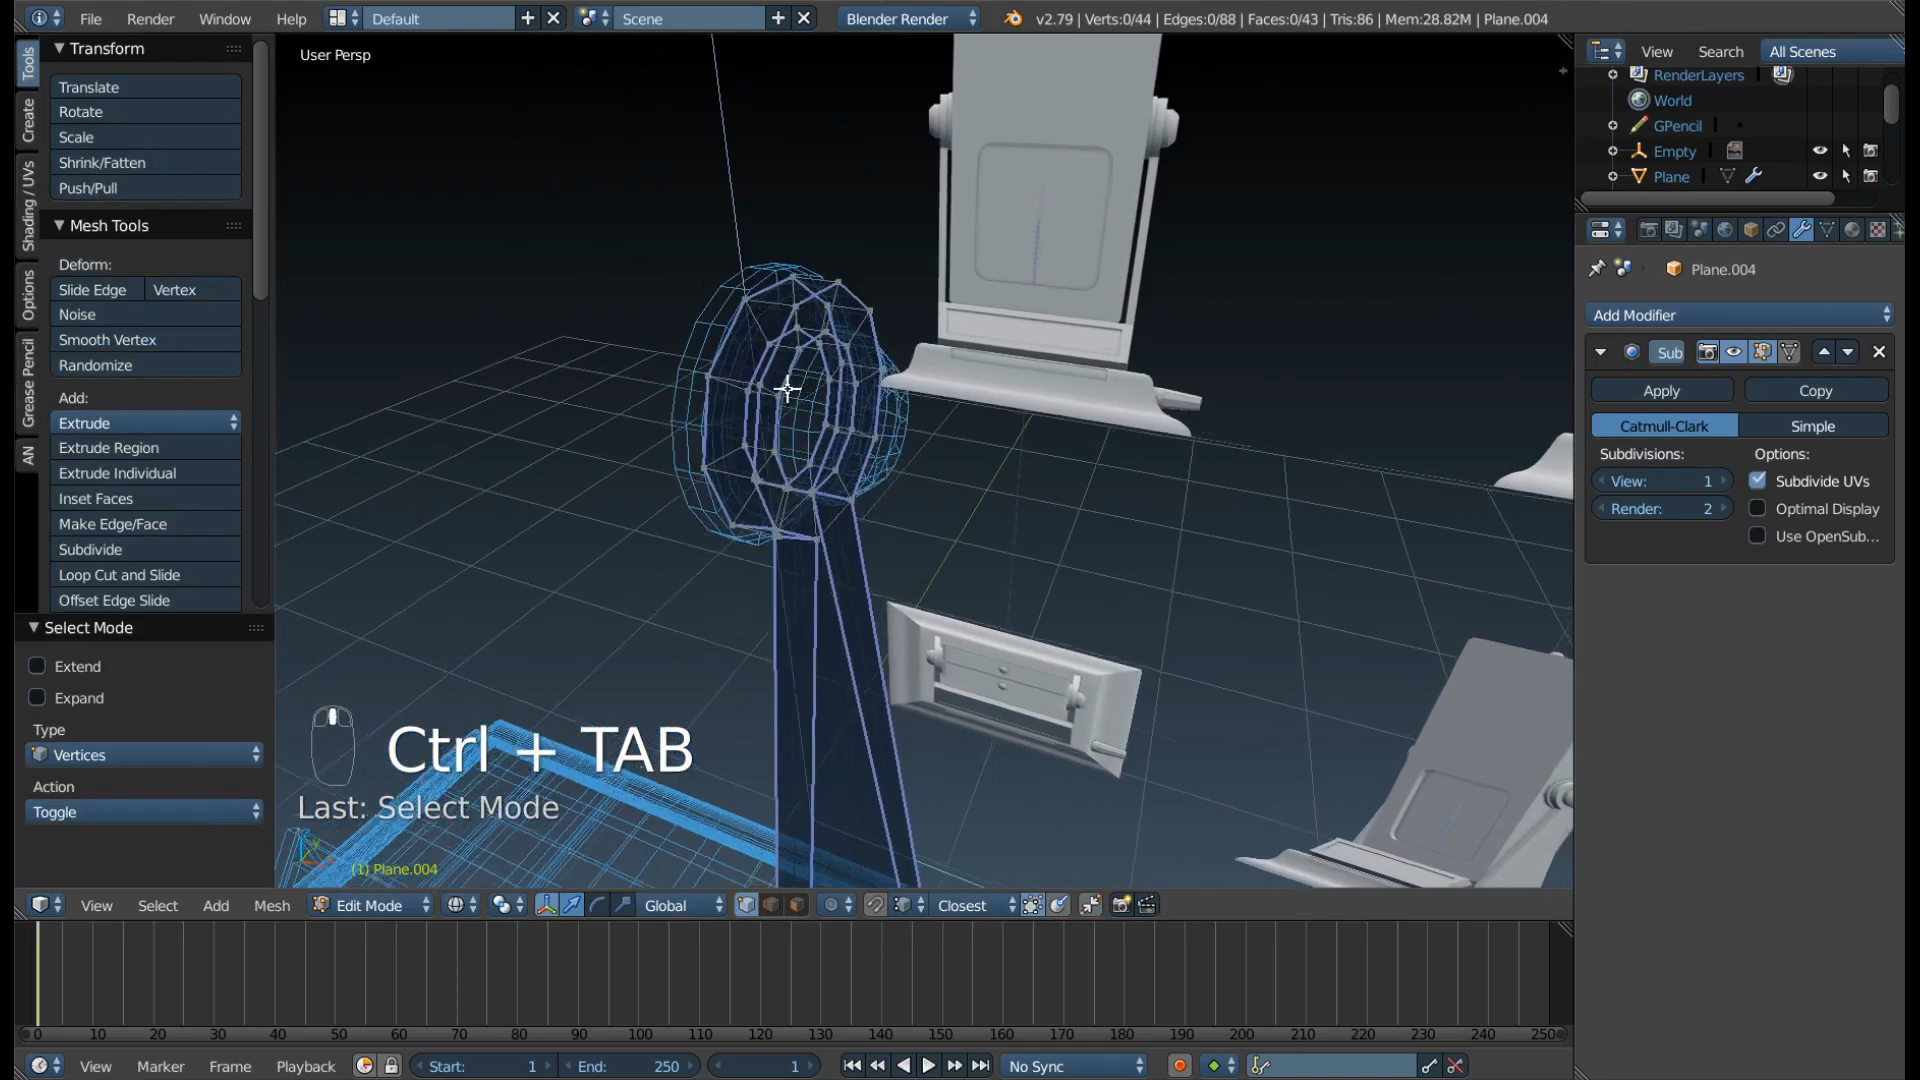 File Render Window Help Default Scene Blender Render v2.79 | Verts:0/44 | Edges:0/88 | Faces:0/43 | Tris:86 | Mem:28.82M | Plane.004
Tools
Create
Shading / UVs
Options
Grease Pencil
AN
Transform
Translate
Rotate
Scale
Shrink/Fatten
Push/Pull
Mesh Tools
Deform:
Slide Edge Vertex
Noise
Smooth Vertex
Randomize
Add:
Extrude
Extrude Region
Extrude Individual
Inset Faces
Make Edge/Face
Subdivide
Loop Cut and Slide
Offset Edge Slide
Select Mode
Extend
Expand
Type
Vertices
Action
Toggle
User Persp
Ctrl + TAB
Last: Select Mode
(1) Plane.004
View Search All Scenes
RenderLayers
World
GPencil
Empty
Plane
Plane.004
Add Modifier
Sub
Apply Copy
Catmull-Clark Simple
Subdivisions: Options:
View: 1 Subdivide UVs
Render: 2 Optimal Display
Use OpenSub...
View Select Add Mesh Edit Mode Global Closest
0 10 20 30 40 50 60 70 80 90 100 110 120 130 140 150 160 170 180 190 200 210 220 230 240 250
View Marker Frame Playback Start: 1 End: 250 1 No Sync